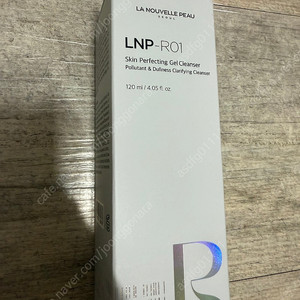 LA NOUVELLE PEAU
SEOUL
LNP-R01
Skin Perfecting Gel Cleanser
Pollutant & Dullness Clarifying Cleanser
120 ml / 4.05 fl. oz
R